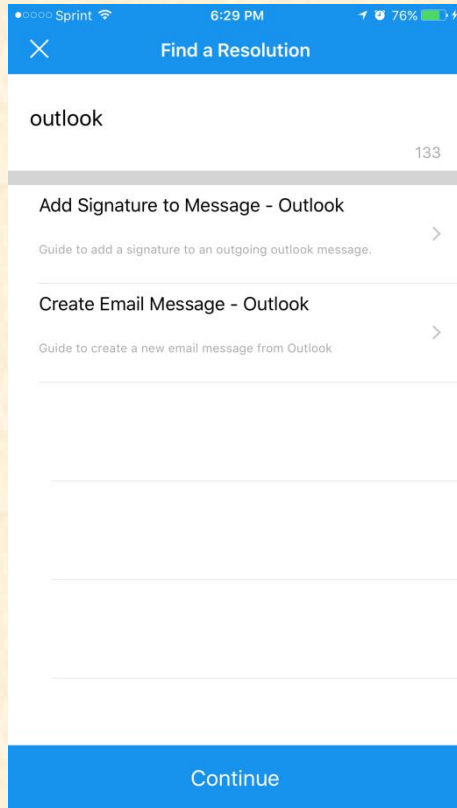 Sprint 6:29 PM 76%
Find a Resolution
outlook
133
Add Signature to Message - Outlook
Guide to add a signature to an outgoing outlook message.
Create Email Message - Outlook
Guide to create a new email message from Outlook
Continue